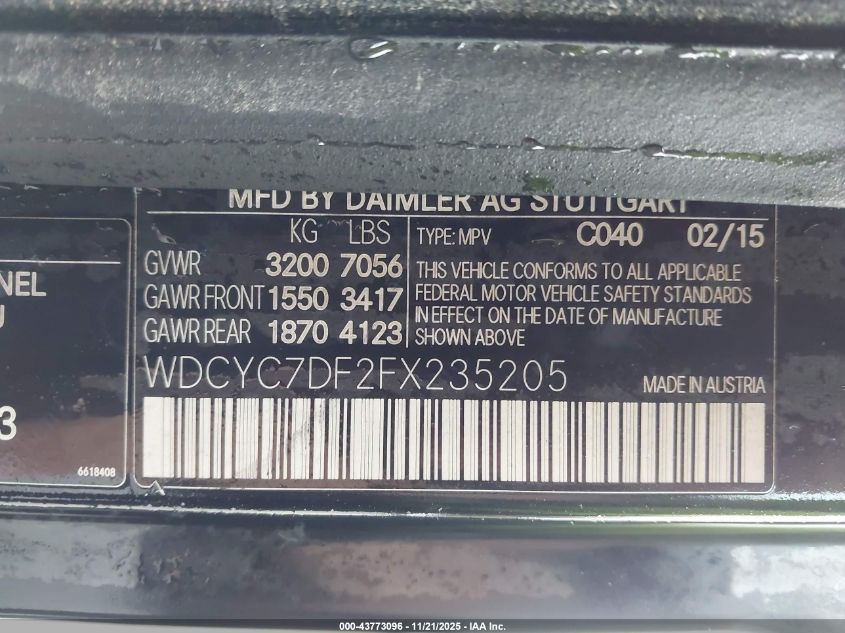 MFD BY DAIMLER AG STUTTGART
KG LBS
GVWR 3200 7056
GAWR FRONT 1550 3417
GAWR REAR 1870 4123
TYPE: MPV C040 02/15
THIS VEHICLE CONFORMS TO ALL APPLICABLE
FEDERAL MOTOR VEHICLE SAFETY STANDARDS
IN EFFECT ON THE DATE OF MANUFACTURE
SHOWN ABOVE
WDCYC7DF2FX235205
MADE IN AUSTRIA
NEL
3
6618408
000-43773096 - 11/21/2025 - IAA Inc.